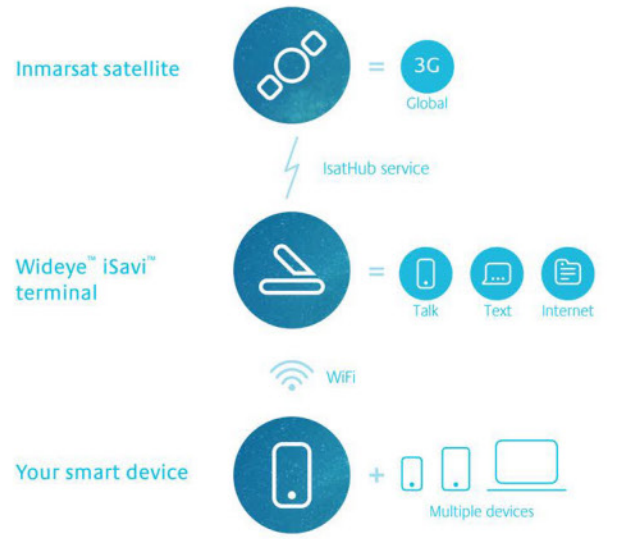 Inmarsat satellite
=
3G
Global
IsatHub service
Wideye™ iSavi™
terminal
=
Talk
Text
Internet
WiFi
Your smart device
+
Multiple devices